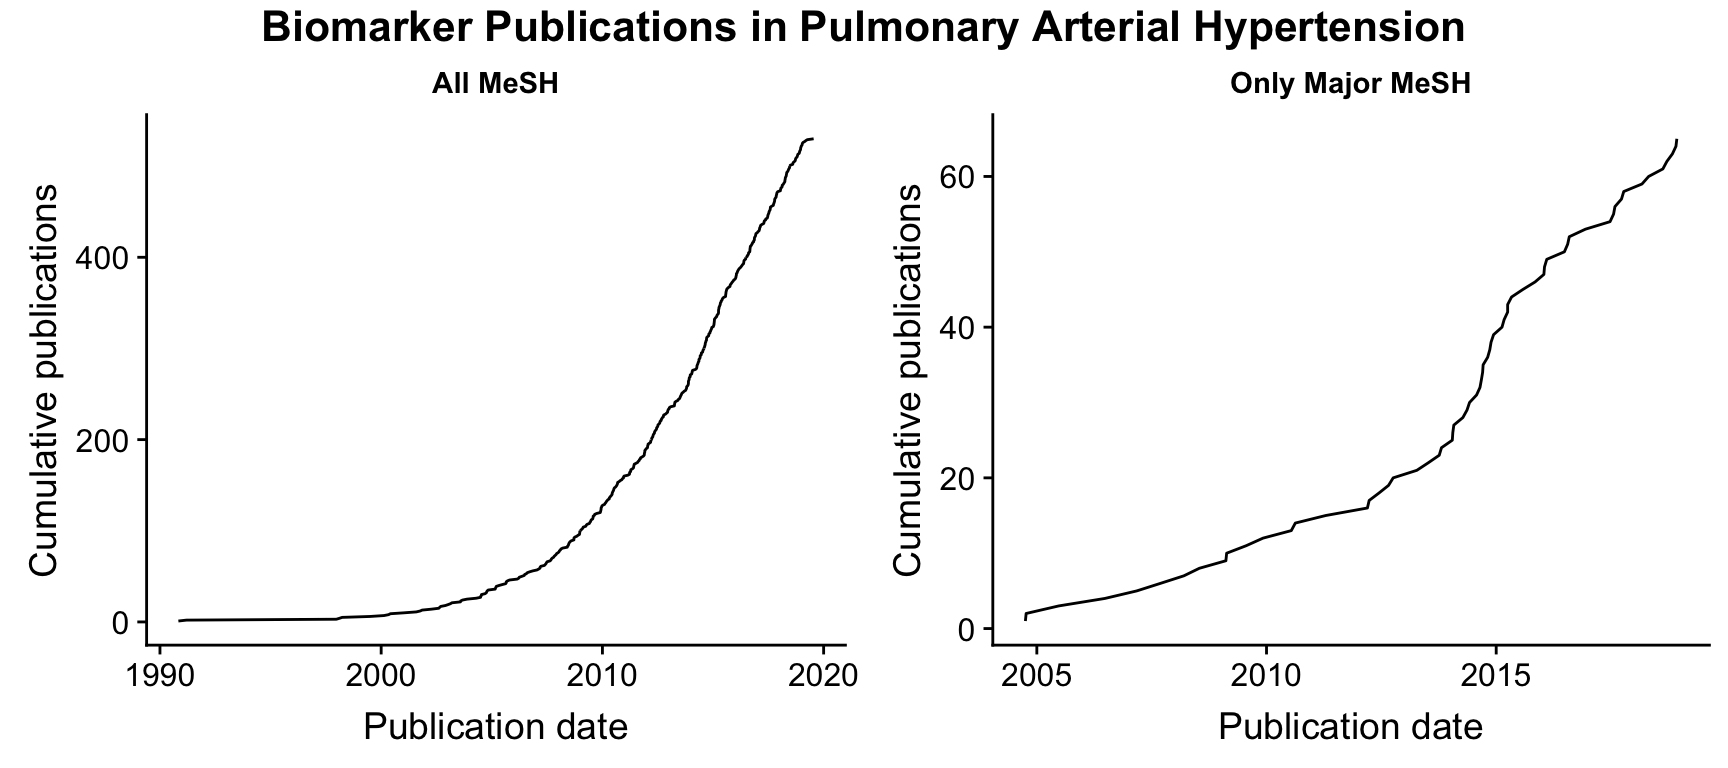 Biomarker Publications in Pulmonary Arterial Hypertension
All MeSH
Cumulative publications
400
200
0
1990 2000 2010 2020
Publication date
Only Major MeSH
Cumulative publications
60
40
20
0
2005 2010 2015
Publication date